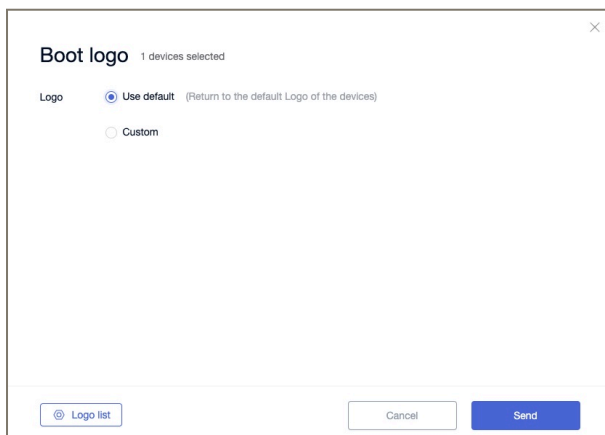 Boot logo 1 devices selected
Logo Use default (Return to the default Logo of the devices)
Custom
Logo list Cancel Send